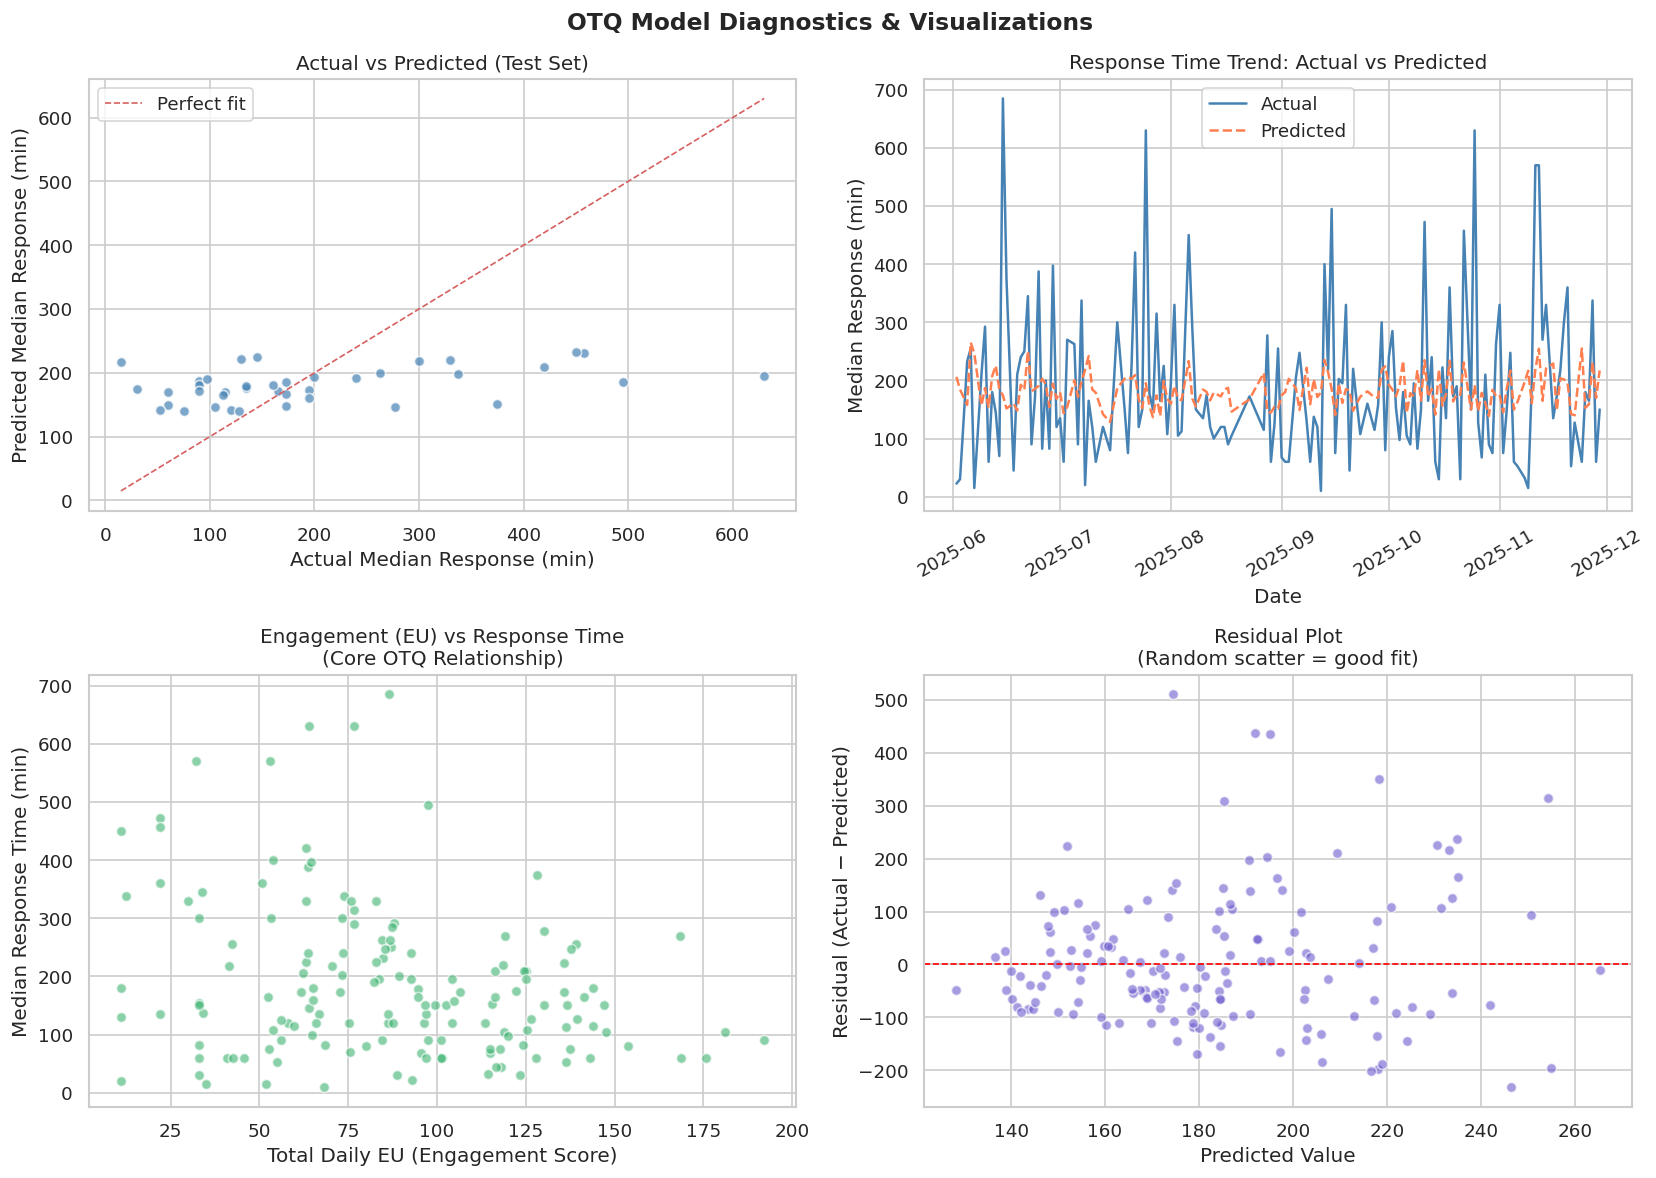 OTQ Model Diagnostics & Visualizations
Actual vs Predicted (Test Set)
Perfect fit
Predicted Median Response (min)
600
500
400
300
200
100
0
0 100 200 300 400 500 600
Actual Median Response (min)
Response Time Trend: Actual vs Predicted
Actual
Predicted
Median Response (min)
700
600
500
400
300
200
100
0
2025-06 2025-07 2025-08 2025-09 2025-10 2025-11 2025-12
Date
Engagement (EU) vs Response Time
(Core OTQ Relationship)
Median Response Time (min)
700
600
500
400
300
200
100
0
25 50 75 100 125 150 175 200
Total Daily EU (Engagement Score)
Residual Plot
(Random scatter = good fit)
Residual (Actual − Predicted)
500
400
300
200
100
0
−100
−200
140 160 180 200 220 240 260
Predicted Value